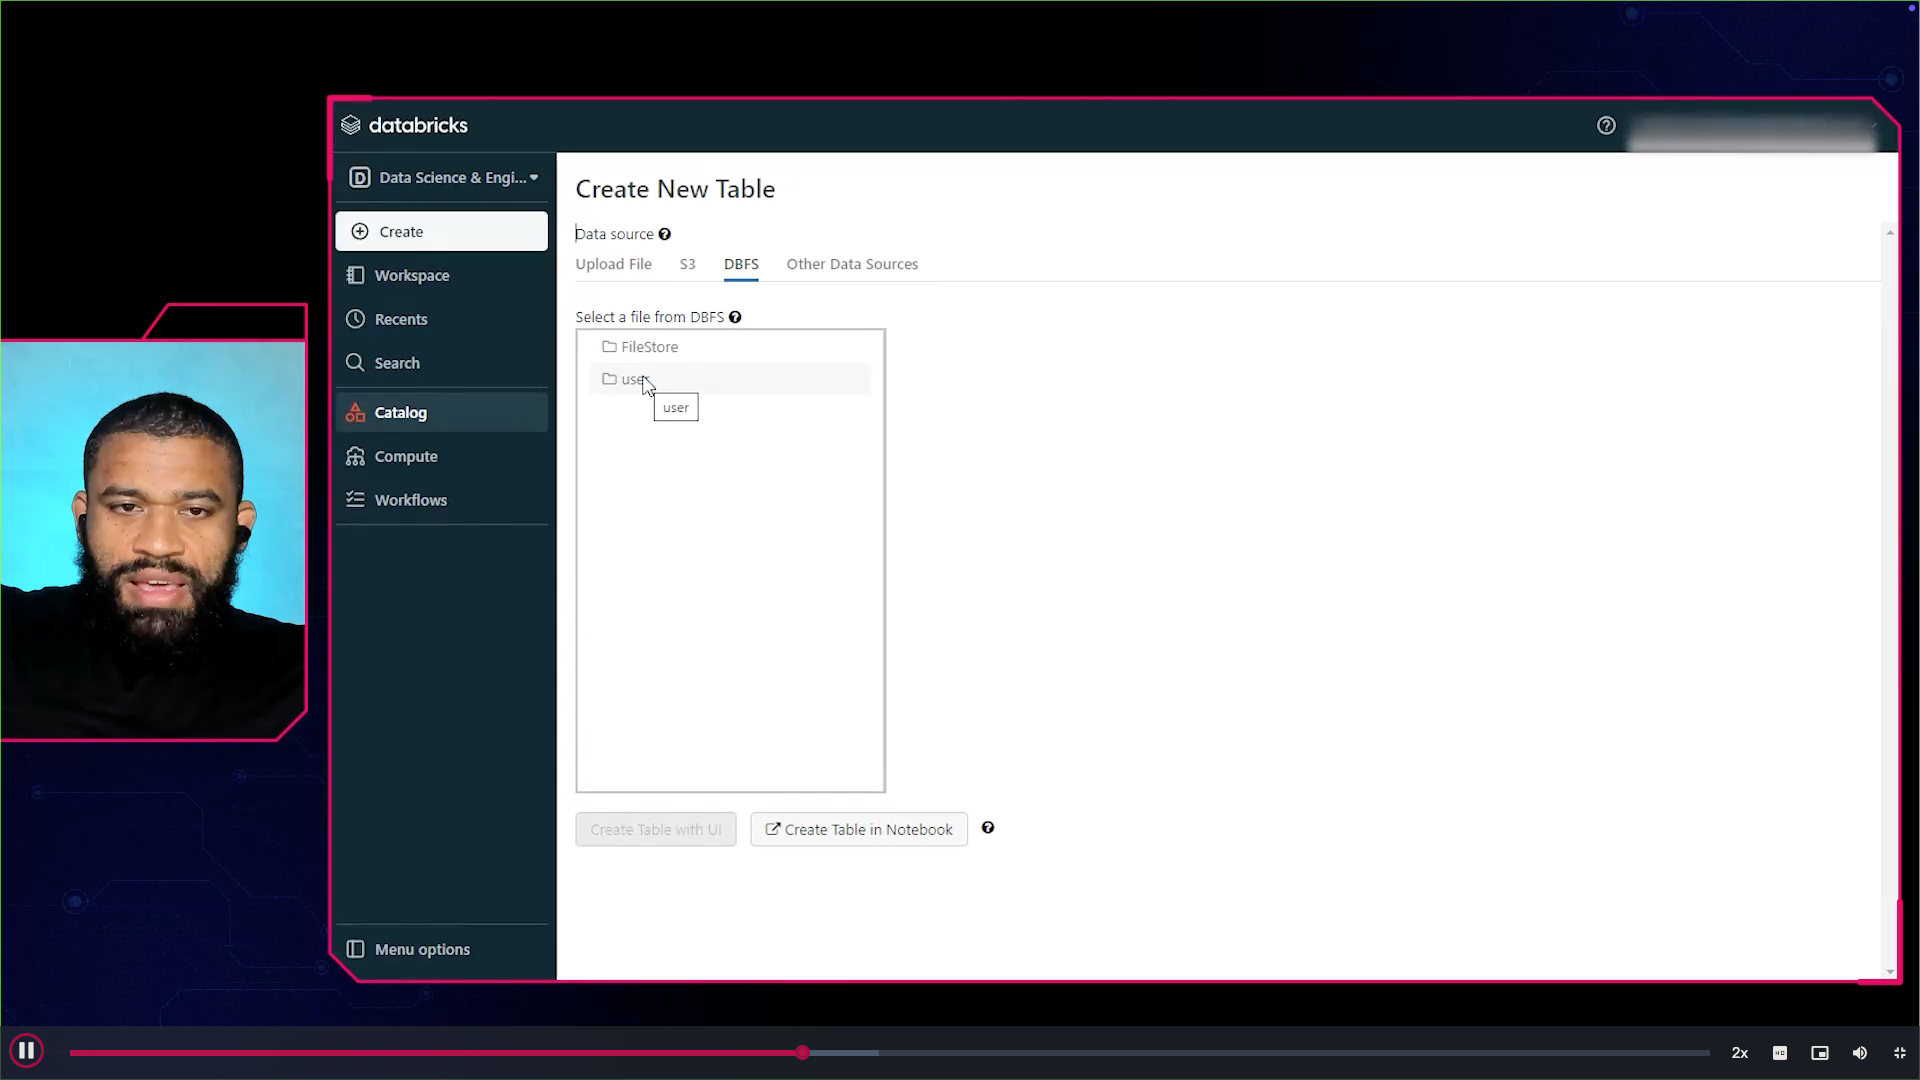 databricks
D Data Science & Engi...
Create
Workspace
Recents
Search
Catalog
Compute
Workflows
Menu options
Create New Table
Data source
Upload File S3 DBFS Other Data Sources
Select a file from DBFS
FileStore
user
user
Create Table with UI Create Table in Notebook
2x HD